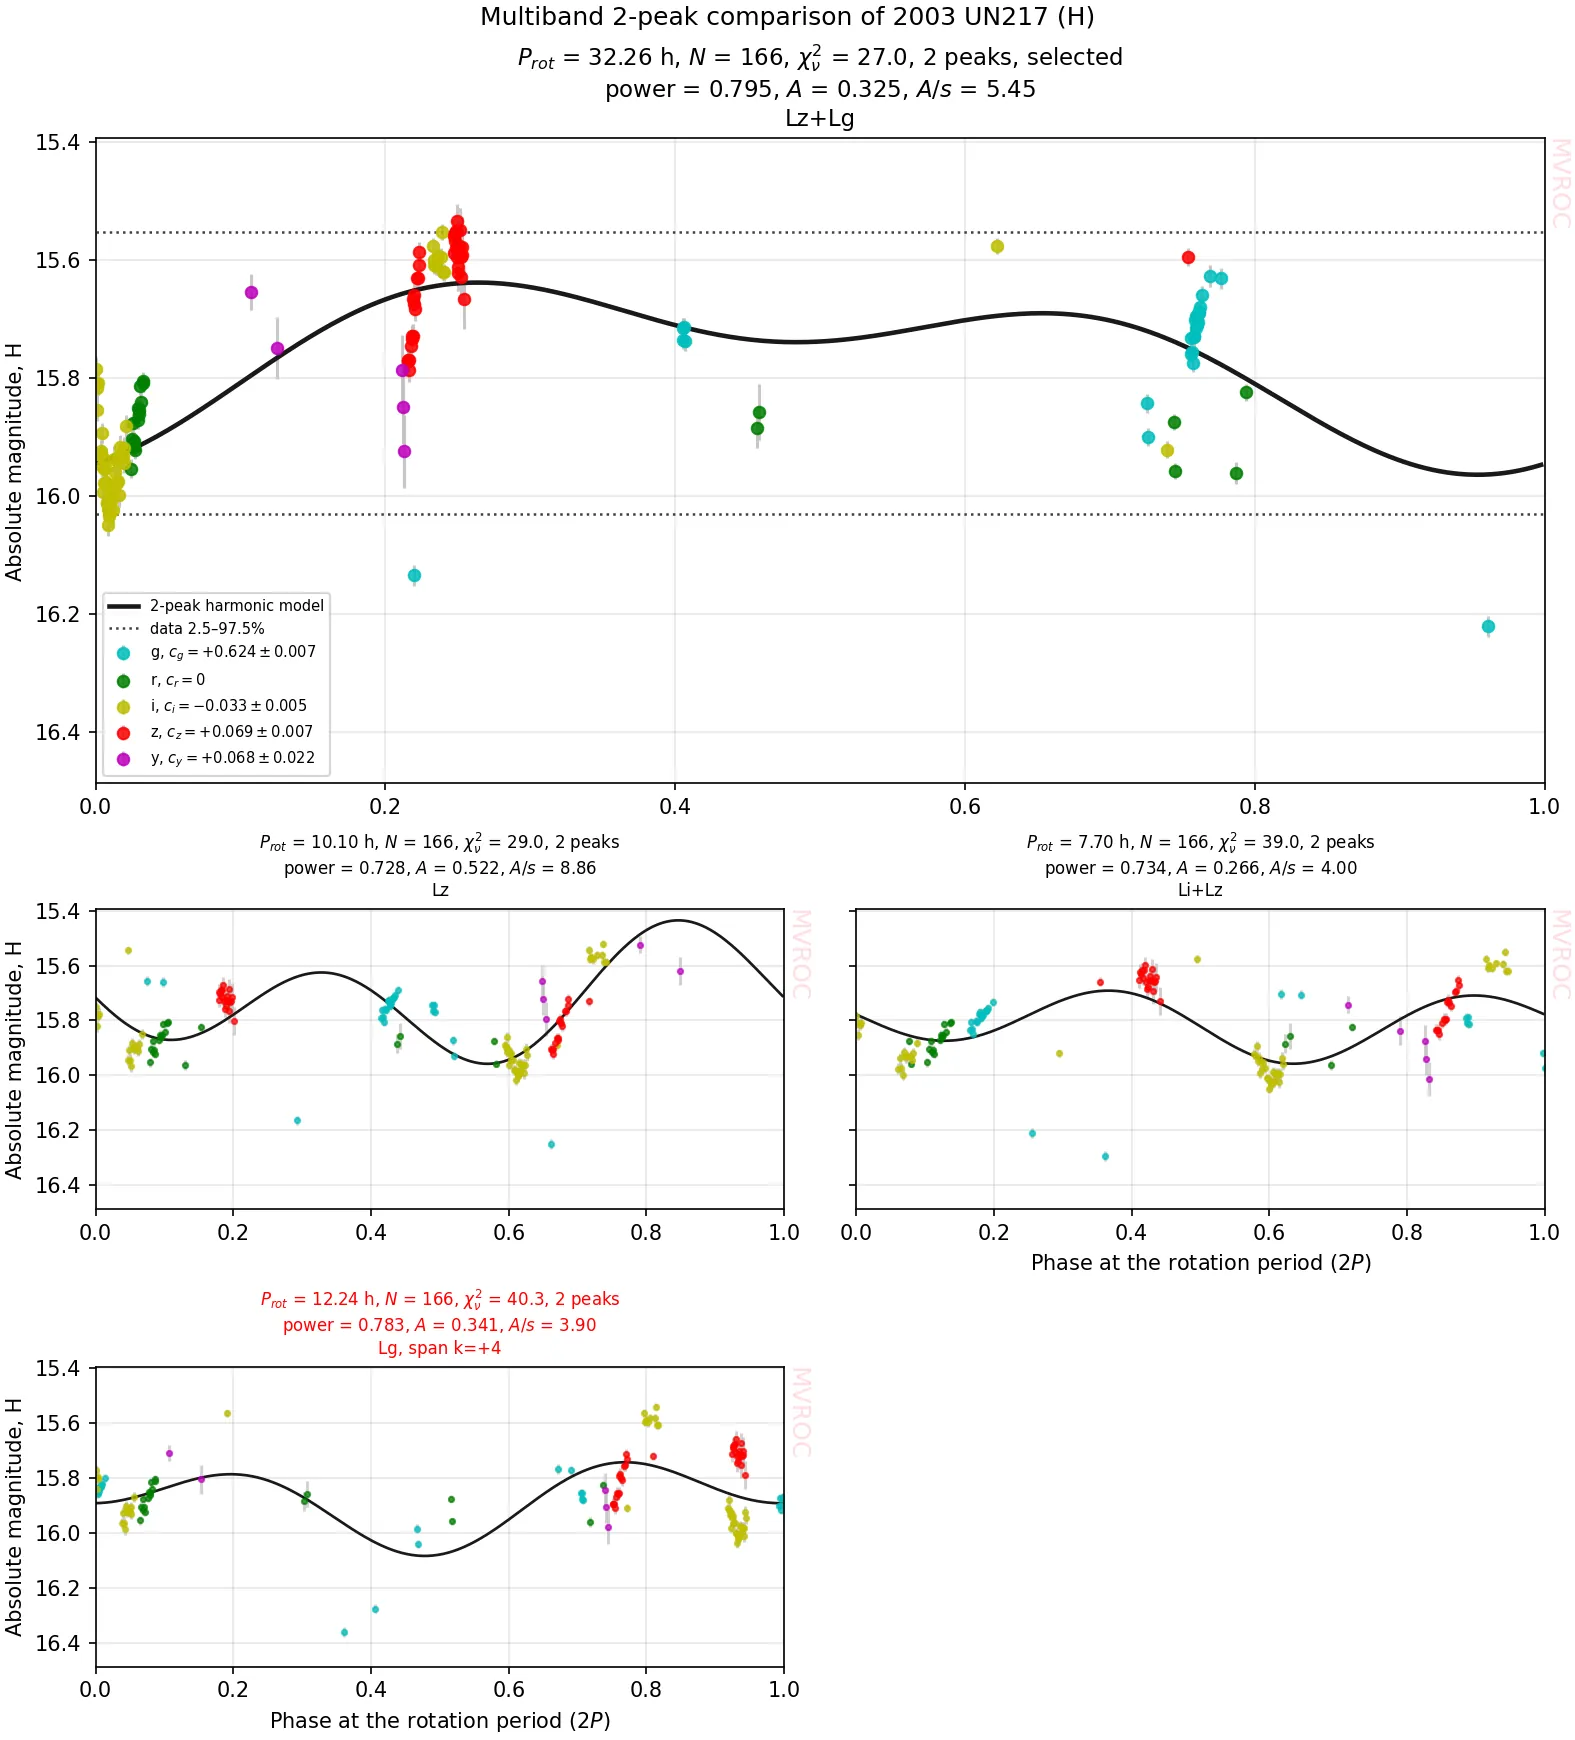 Multiband 2-peak comparison of 2003 UN217 (H)
P_rot = 32.26 h, N = 166, χ²_ν = 27.0, 2 peaks, selected
power = 0.795, A = 0.325, A/s = 5.45
Lz+Lg
15.4
15.6
15.8
16.0
16.2
16.4
Absolute magnitude, H
MVROC
2-peak harmonic model
data 2.5–97.5%
g, c_g = +0.624 ± 0.007
r, c_r = 0
i, c_i = −0.033 ± 0.005
z, c_z = +0.069 ± 0.007
y, c_y = +0.068 ± 0.022
0.0 0.2 0.4 0.6 0.8 1.0
P_rot = 10.10 h, N = 166, χ²_ν = 29.0, 2 peaks
power = 0.728, A = 0.522, A/s = 8.86
Lz
15.4
15.6
15.8
16.0
16.2
16.4
Absolute magnitude, H
MVROC
0.0 0.2 0.4 0.6 0.8 1.0
P_rot = 7.70 h, N = 166, χ²_ν = 39.0, 2 peaks
power = 0.734, A = 0.266, A/s = 4.00
Li+Lz
MVROC
0.0 0.2 0.4 0.6 0.8 1.0
Phase at the rotation period (2P)
P_rot = 12.24 h, N = 166, χ²_ν = 40.3, 2 peaks
power = 0.783, A = 0.341, A/s = 3.90
Lg, span k=+4
15.4
15.6
15.8
16.0
16.2
16.4
Absolute magnitude, H
MVROC
0.0 0.2 0.4 0.6 0.8 1.0
Phase at the rotation period (2P)